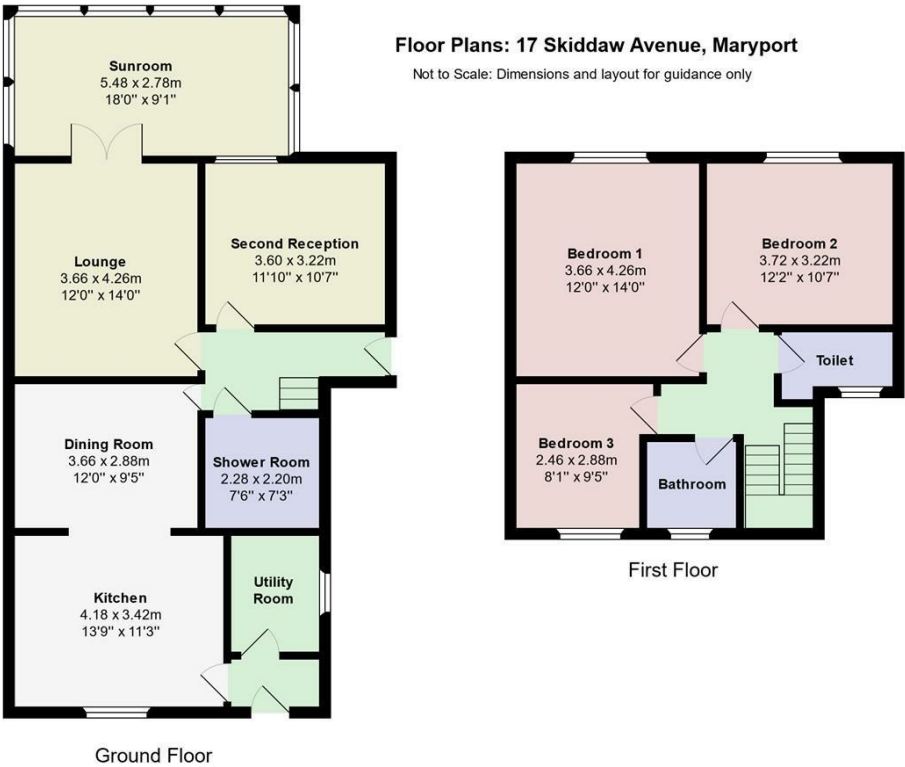 Floor Plans: 17 Skiddaw Avenue, Maryport
Not to Scale: Dimensions and layout for guidance only
Sunroom
5.48 x 2.78m
18'0" x 9'1"
Lounge
3.66 x 4.26m
12'0" x 14'0"
Second Reception
3.60 x 3.22m
11'10" x 10'7"
Dining Room
3.66 x 2.88m
12'0" x 9'5"
Shower Room
2.28 x 2.20m
7'6" x 7'3"
Kitchen
4.18 x 3.42m
13'9" x 11'3"
Utility
Room
Ground Floor
Bedroom 1
3.66 x 4.26m
12'0" x 14'0"
Bedroom 2
3.72 x 3.22m
12'2" x 10'7"
Toilet
Bedroom 3
2.46 x 2.88m
8'1" x 9'5"
Bathroom
First Floor